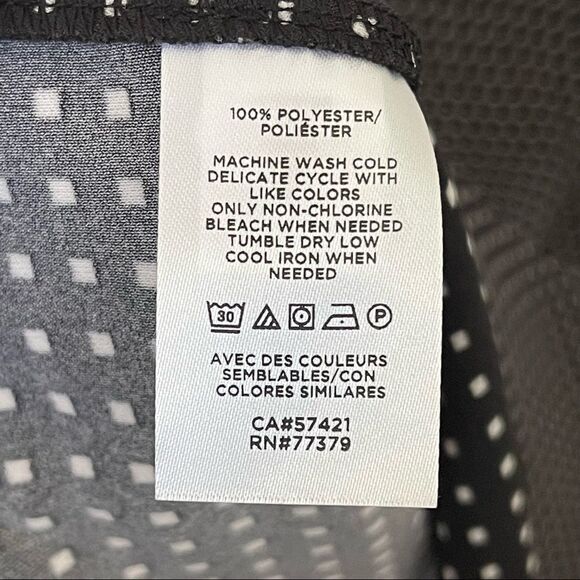 100% POLYESTER/
POLIÉSTER
MACHINE WASH COLD
DELICATE CYCLE WITH
LIKE COLORS
ONLY NON-CHLORINE
BLEACH WHEN NEEDED
TUMBLE DRY LOW
COOL IRON WHEN
NEEDED
30 P
AVEC DES COULEURS
SEMBLABLES/CON
COLORES SIMILARES
CA#57421
RN#77379